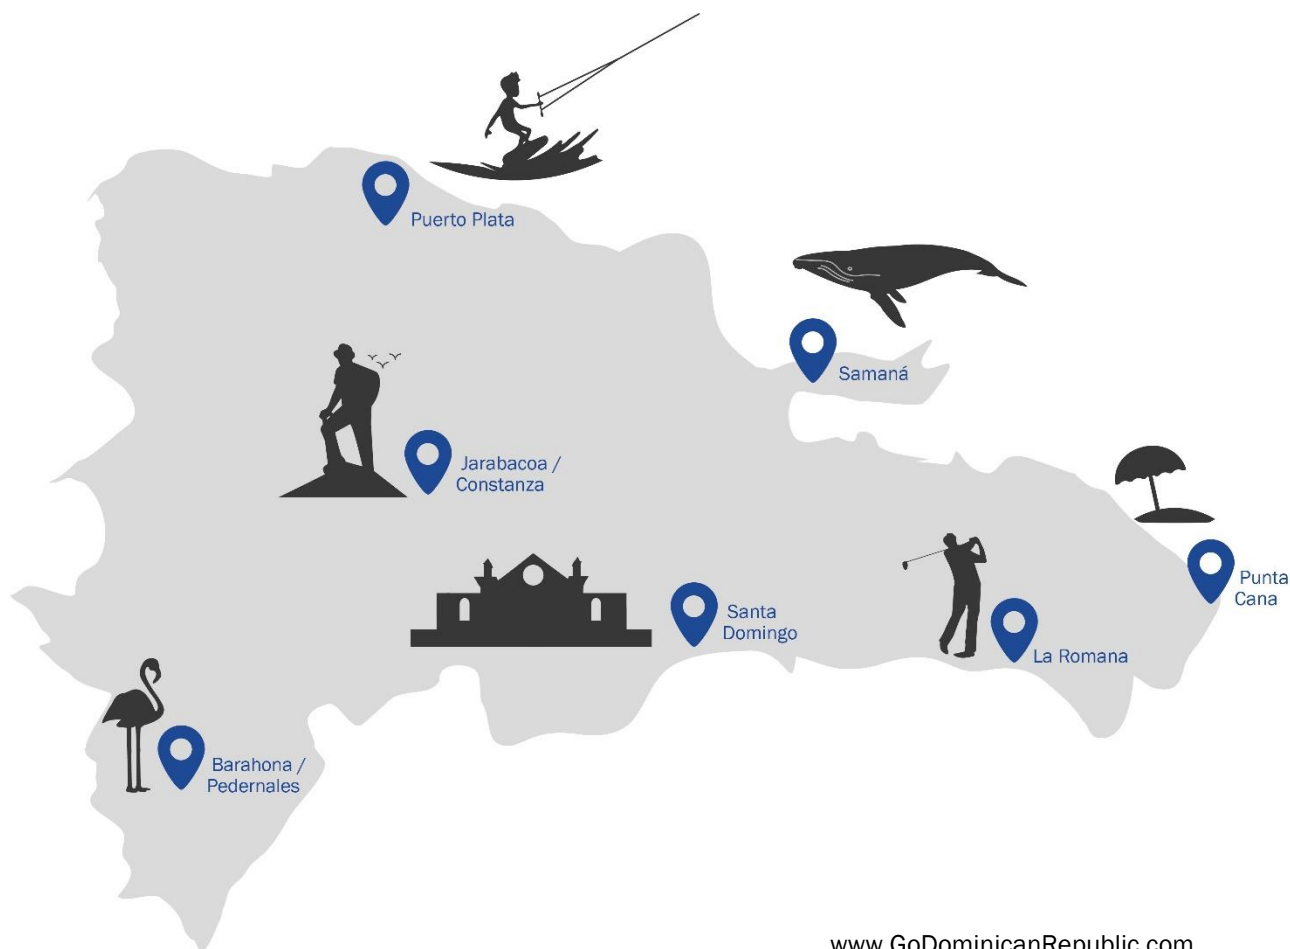 Puerto Plata
Samaná
Jarabacoa /
Constanza
Punta
Cana
Santa
Domingo
La Romana
Barahona /
Pedernales
www.GoDominicanRepublic.com